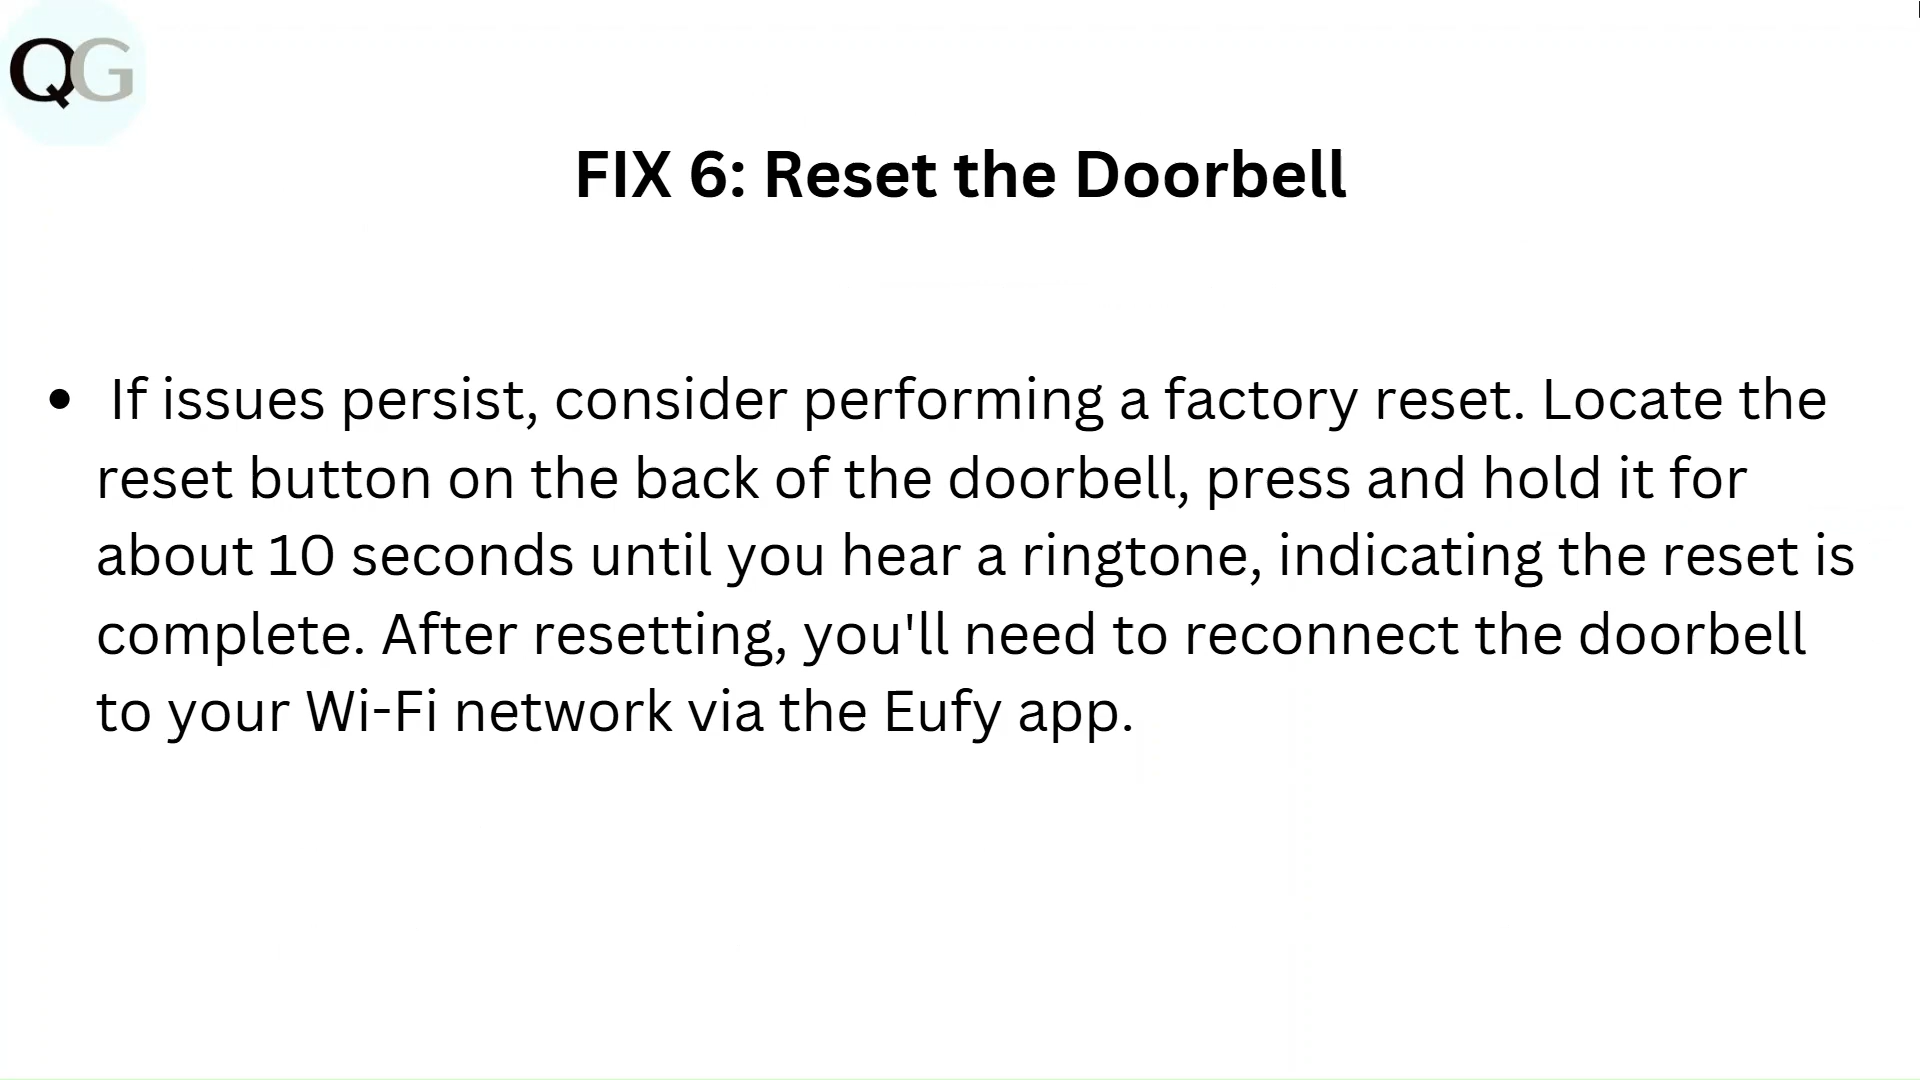 QG
FIX 6: Reset the Doorbell
• If issues persist, consider performing a factory reset. Locate the
reset button on the back of the doorbell, press and hold it for
about 10 seconds until you hear a ringtone, indicating the reset is
complete. After resetting, you'll need to reconnect the doorbell
to your Wi-Fi network via the Eufy app.